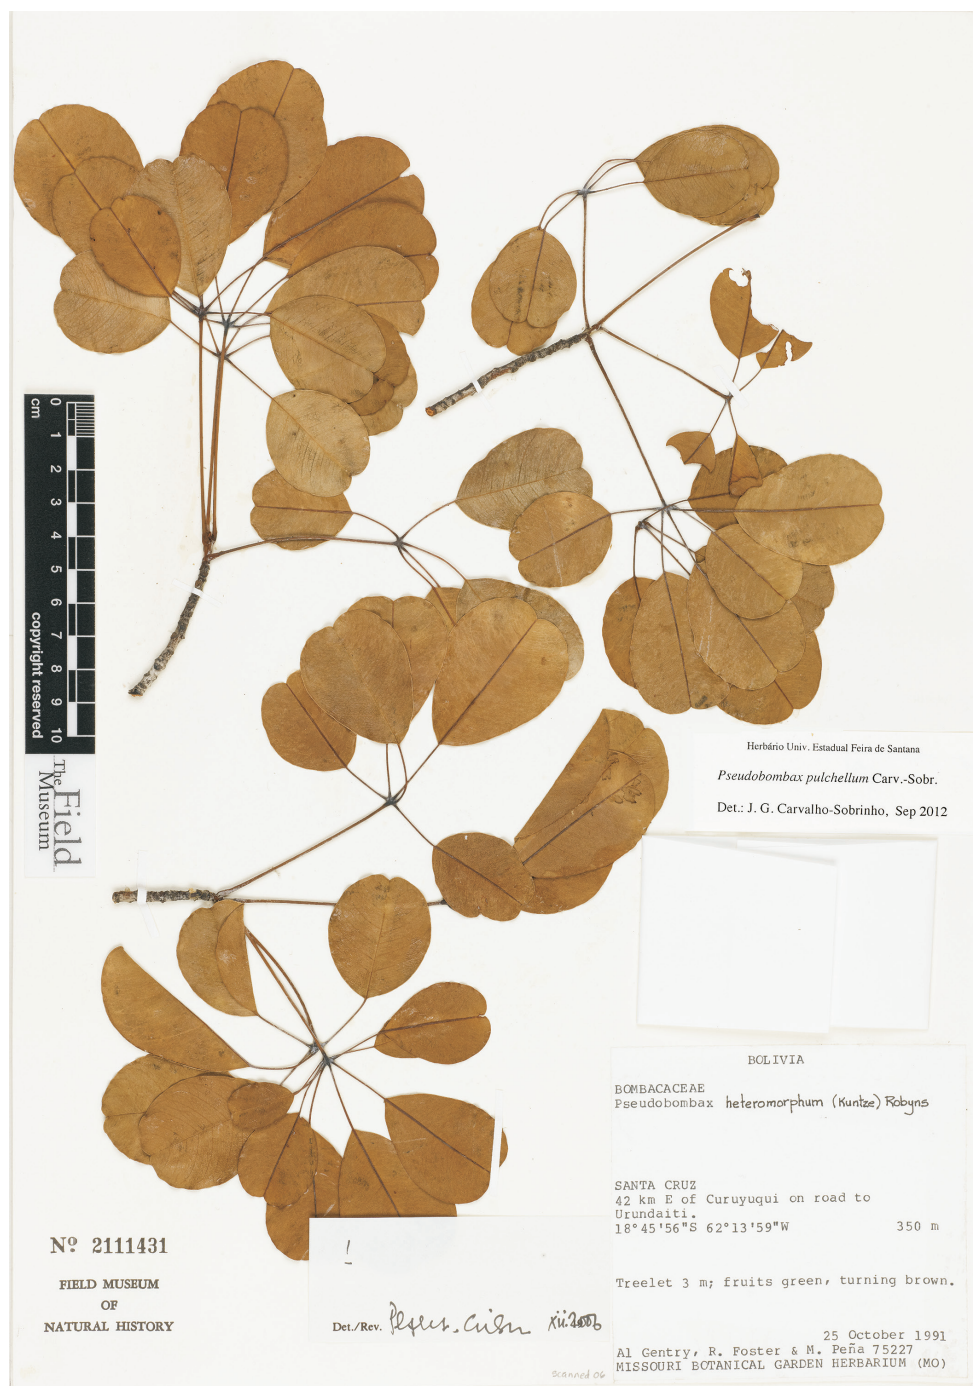 cm
0
1
2
3
4
5
6
7
8
9
10
copyright reserved
The
Field
Museum
Herbário Univ. Estadual Feira de Santana
Pseudobombax pulchellum Carv.-Sobr.
Det.: J. G. Carvalho-Sobrinho, Sep 2012
BOLIVIA
BOMBACACEAE
Pseudobombax heteromorphum (Kuntze) Robyns
SANTA CRUZ
42 km E of Curuyuqui on road to
Urundaiti.
18°45'56"S 62°13'59"W 350 m
Treelet 3 m; fruits green, turning brown.
25 October 1991
Al Gentry, R. Foster & M. Peña 75227
MISSOURI BOTANICAL GARDEN HERBARIUM (MO)
Nº 2111431
FIELD MUSEUM
OF
NATURAL HISTORY
!
Det./Rev. xii.2006
scanned 06